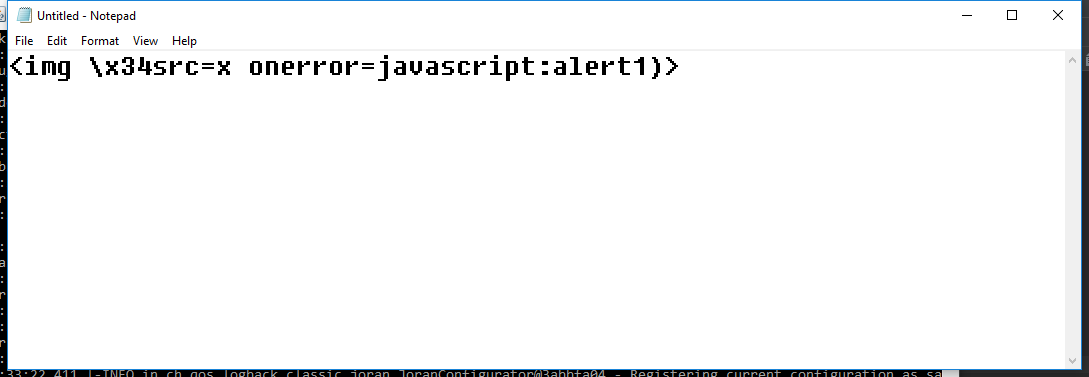 Untitled - Notepad
File Edit Format View Help
<img \x34src=x onerror=javascript:alert1)>
:33:22,411 |-INFO in ch.qos.logback.classic.joran.JoranConfigurator@3abbfa04 - Registering current configuration as sa